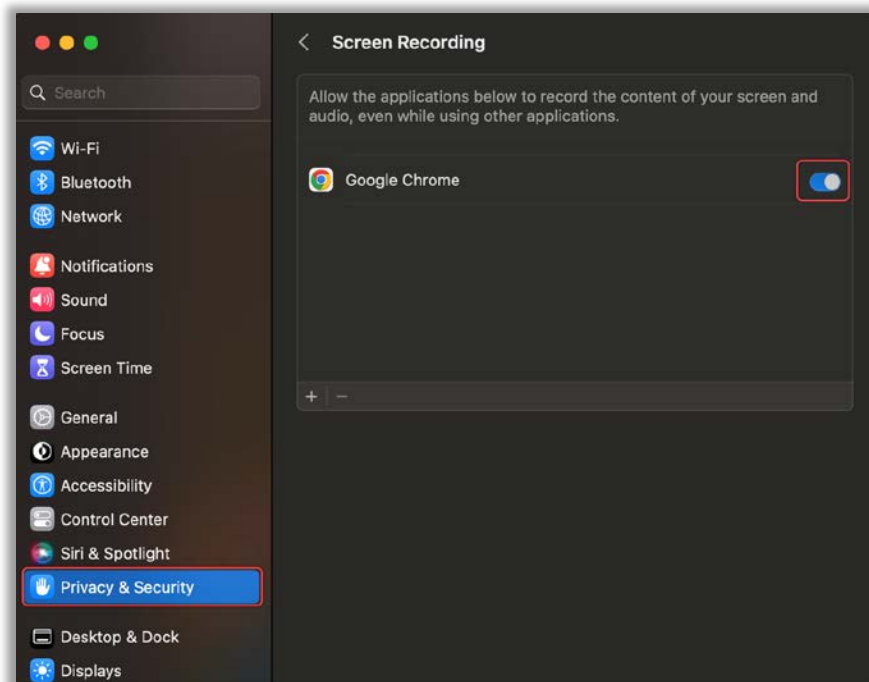 Search
Wi-Fi
Bluetooth
Network
Notifications
Sound
Focus
Screen Time
General
Appearance
Accessibility
Control Center
Siri & Spotlight
Privacy & Security
Desktop & Dock
Displays
Screen Recording
Allow the applications below to record the content of your screen and
audio, even while using other applications.
Google Chrome